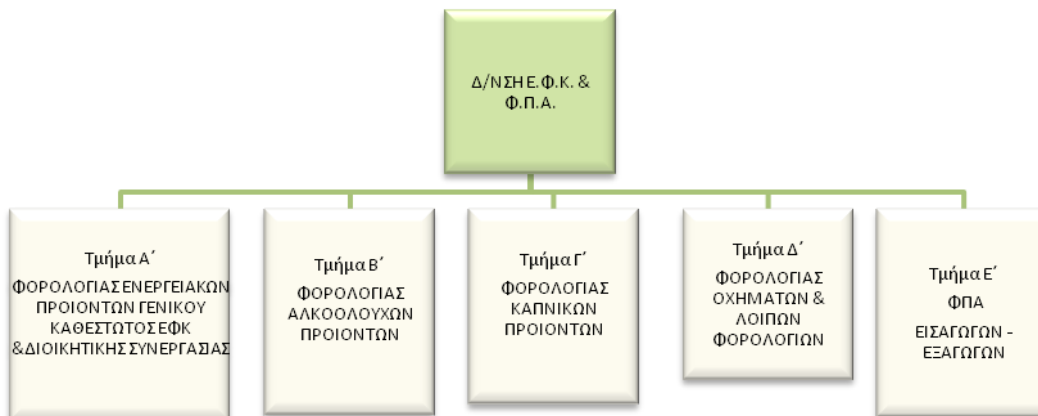 Δ/ΝΣΗ Ε.Φ.Κ. &
Φ.Π.Α.
Τμήμα Α΄
ΦΟΡΟΛΟΓΙΑΣ ΕΝΕΡΓΕΙΑΚΩΝ
ΠΡΟΙΟΝΤΩΝ ΓΕΝΙΚΟΥ
ΚΑΘΕΣΤΩΤΟΣ ΕΦΚ
& ΔΙΟΙΚΗΤΙΚΗΣ ΣΥΝΕΡΓΑΣΙΑΣ
Τμήμα Β΄
ΦΟΡΟΛΟΓΙΑΣ
ΑΛΚΟΟΛΟΥΧΩΝ
ΠΡΟΙΟΝΤΩΝ
Τμήμα Γ΄
ΦΟΡΟΛΟΓΙΑΣ
ΚΑΠΝΙΚΩΝ
ΠΡΟΙΟΝΤΩΝ
Τμήμα Δ΄
ΦΟΡΟΛΟΓΙΑΣ
ΟΧΗΜΑΤΩΝ &
ΛΟΙΠΩΝ
ΦΟΡΟΛΟΓΙΩΝ
Τμήμα Ε΄
ΦΠΑ
ΕΙΣΑΓΩΓΩΝ –
ΕΞΑΓΩΓΩΝ